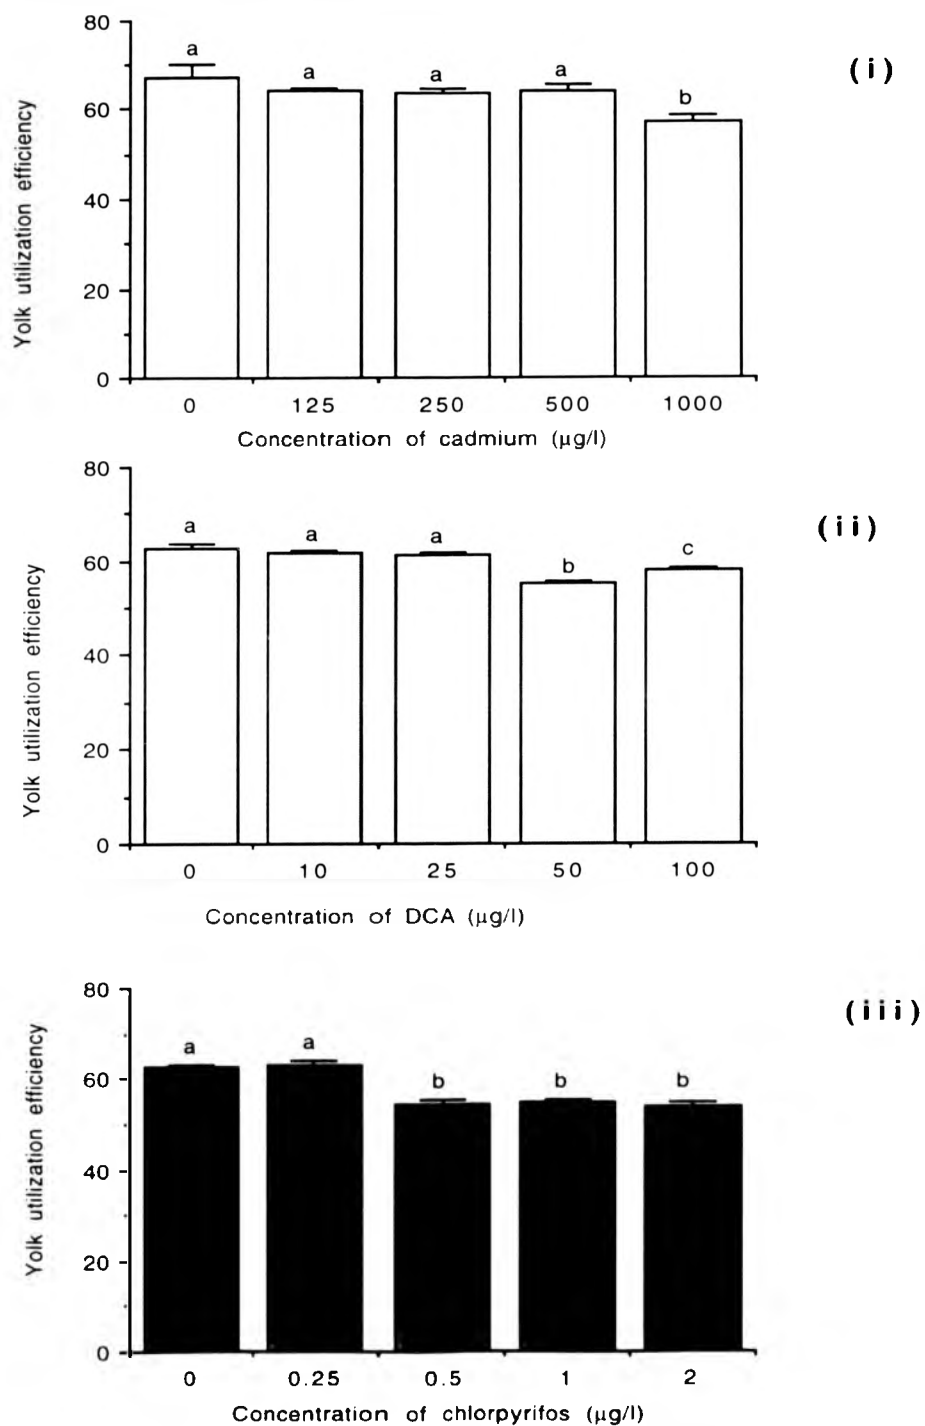 (i)
Yolk utilization efficiency
80
60
40
20
0
a
a
a
a
b
0 125 250 500 1000
Concentration of cadmium (µg/l)
(ii)
Yolk utilization efficiency
80
60
40
20
0
a
a
a
b
c
0 10 25 50 100
Concentration of DCA (µg/l)
(iii)
Yolk utilization efficiency
80
60
40
20
0
a
a
b
b
b
0 0.25 0.5 1 2
Concentration of chlorpyrifos (µg/l)